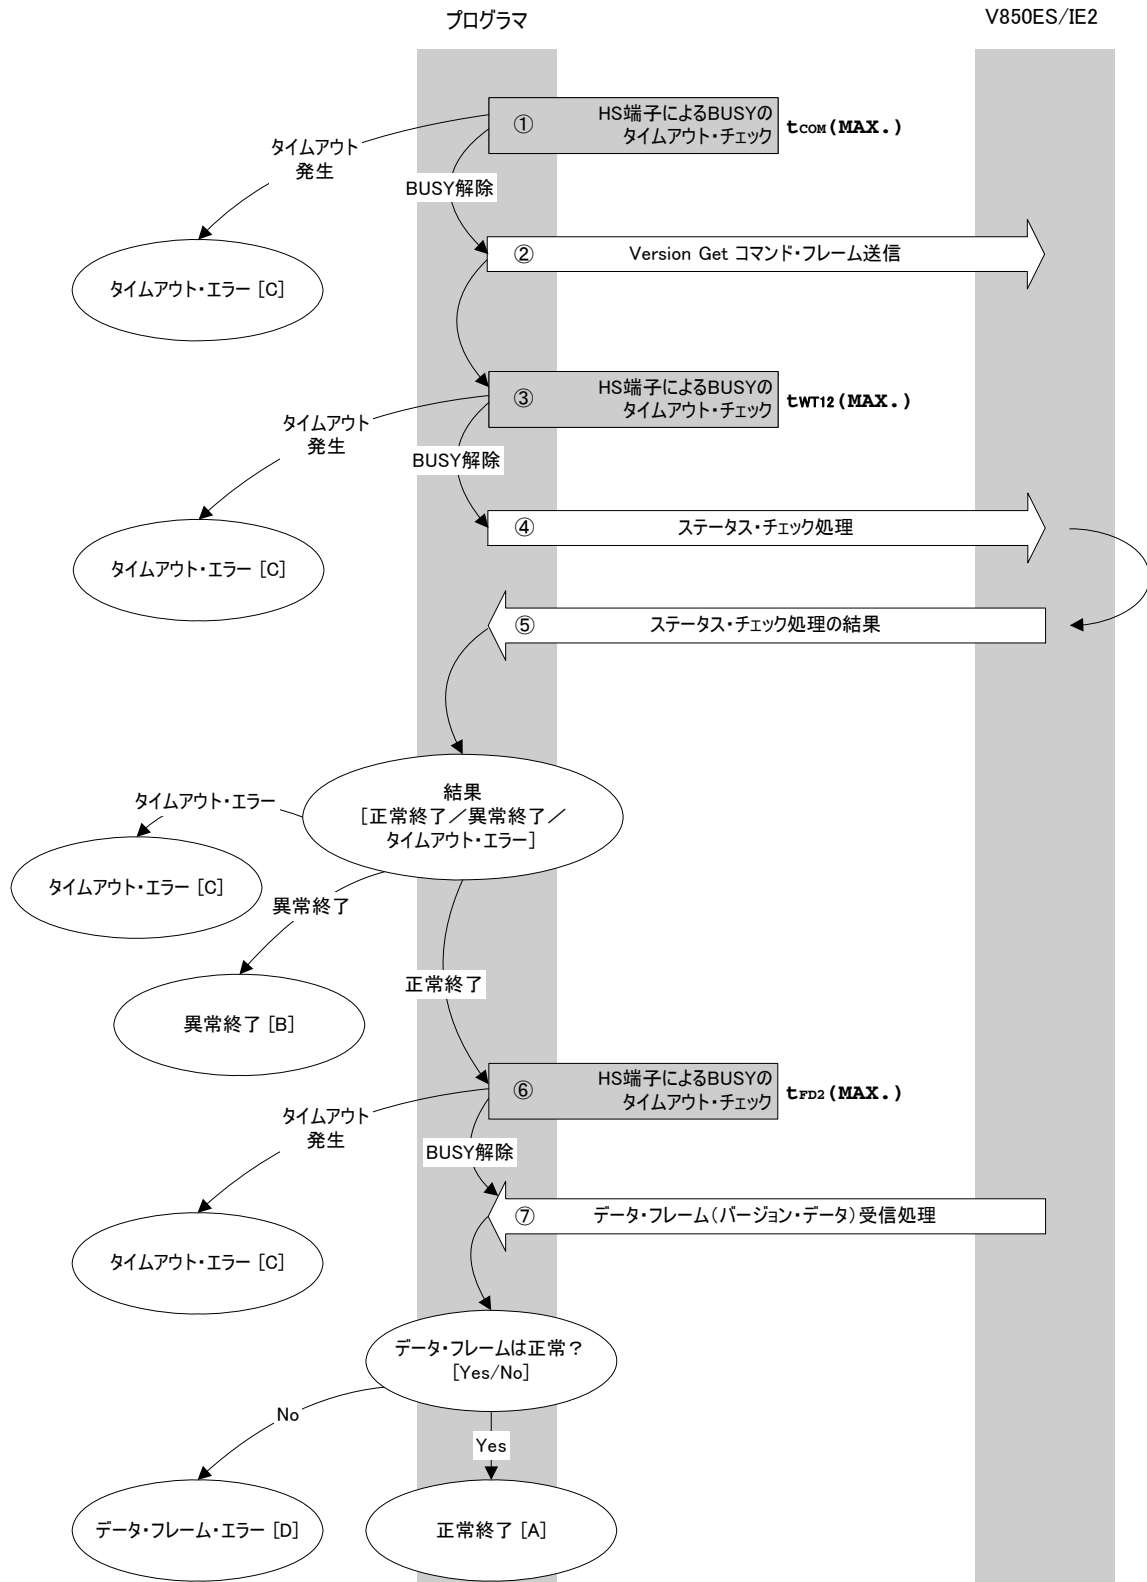 プログラマ
V850ES/IE2
① HS端子によるBUSYの
タイムアウト・チェック
tCOM(MAX.)
タイムアウト
発生
BUSY解除
② Version Get コマンド・フレーム送信
タイムアウト・エラー [C]
③ HS端子によるBUSYの
タイムアウト・チェック
tWT12(MAX.)
タイムアウト
発生
BUSY解除
④ ステータス・チェック処理
タイムアウト・エラー [C]
⑤ ステータス・チェック処理の結果
結果
[正常終了／異常終了／
タイムアウト・エラー]
タイムアウト・エラー
タイムアウト・エラー [C]
異常終了
異常終了 [B]
正常終了
⑥ HS端子によるBUSYの
タイムアウト・チェック
tFD2(MAX.)
タイムアウト
発生
BUSY解除
⑦ データ・フレーム（バージョン・データ）受信処理
タイムアウト・エラー [C]
データ・フレームは正常？
[Yes/No]
No
Yes
データ・フレーム・エラー [D]
正常終了 [A]